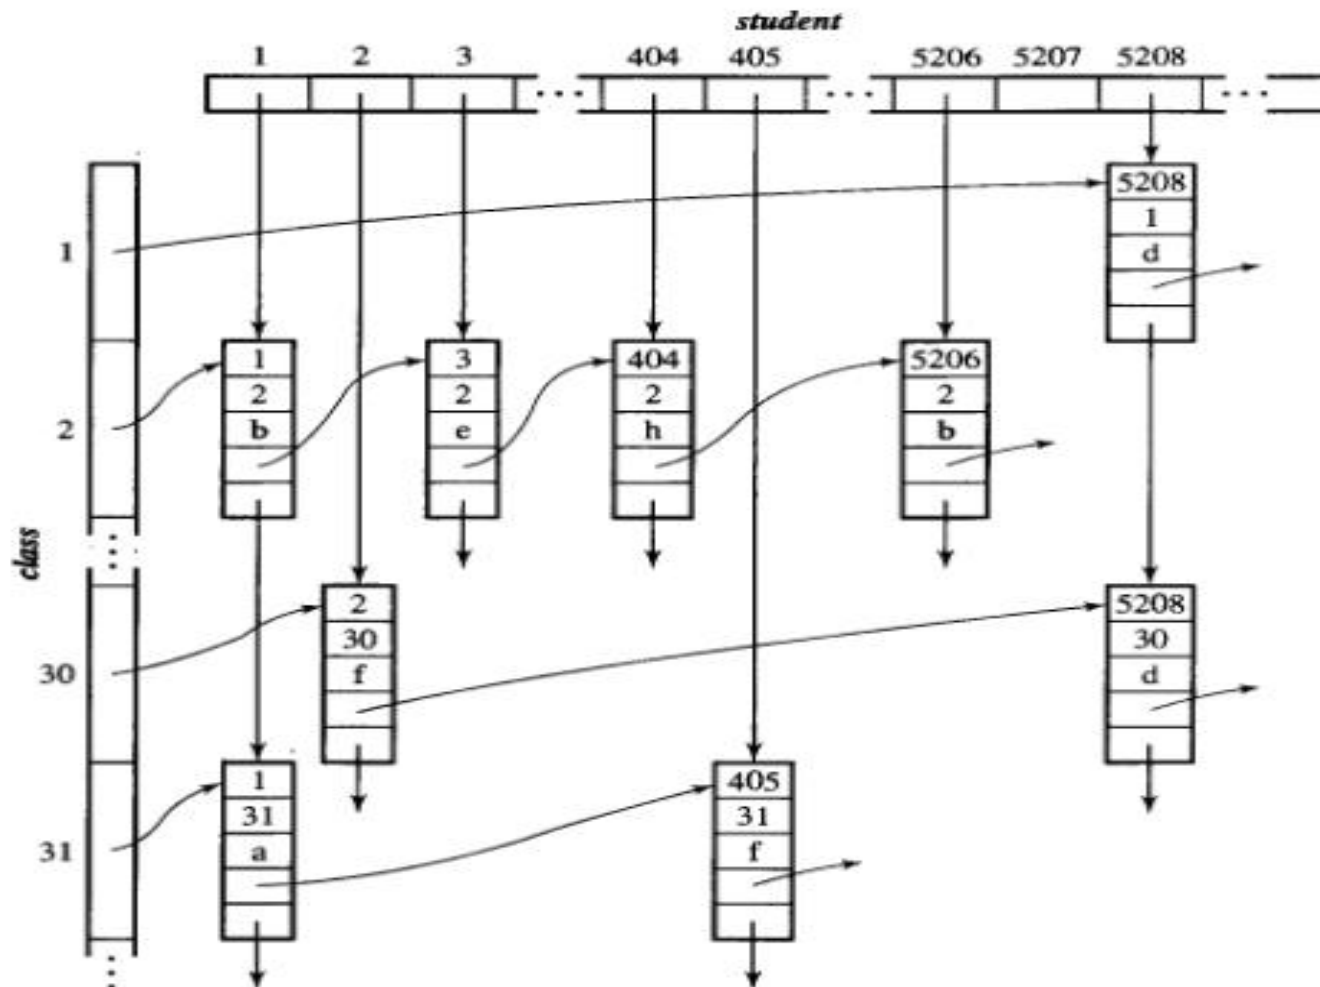 student
1 2 3 ... 404 405 ... 5206 5207 5208 ...
5208
1
1
d
1 3 404 5206
2 2 2 2
2
b e h b
class
...
2 5208
30 30
30
f d
1 405
31 31
31
a f
...